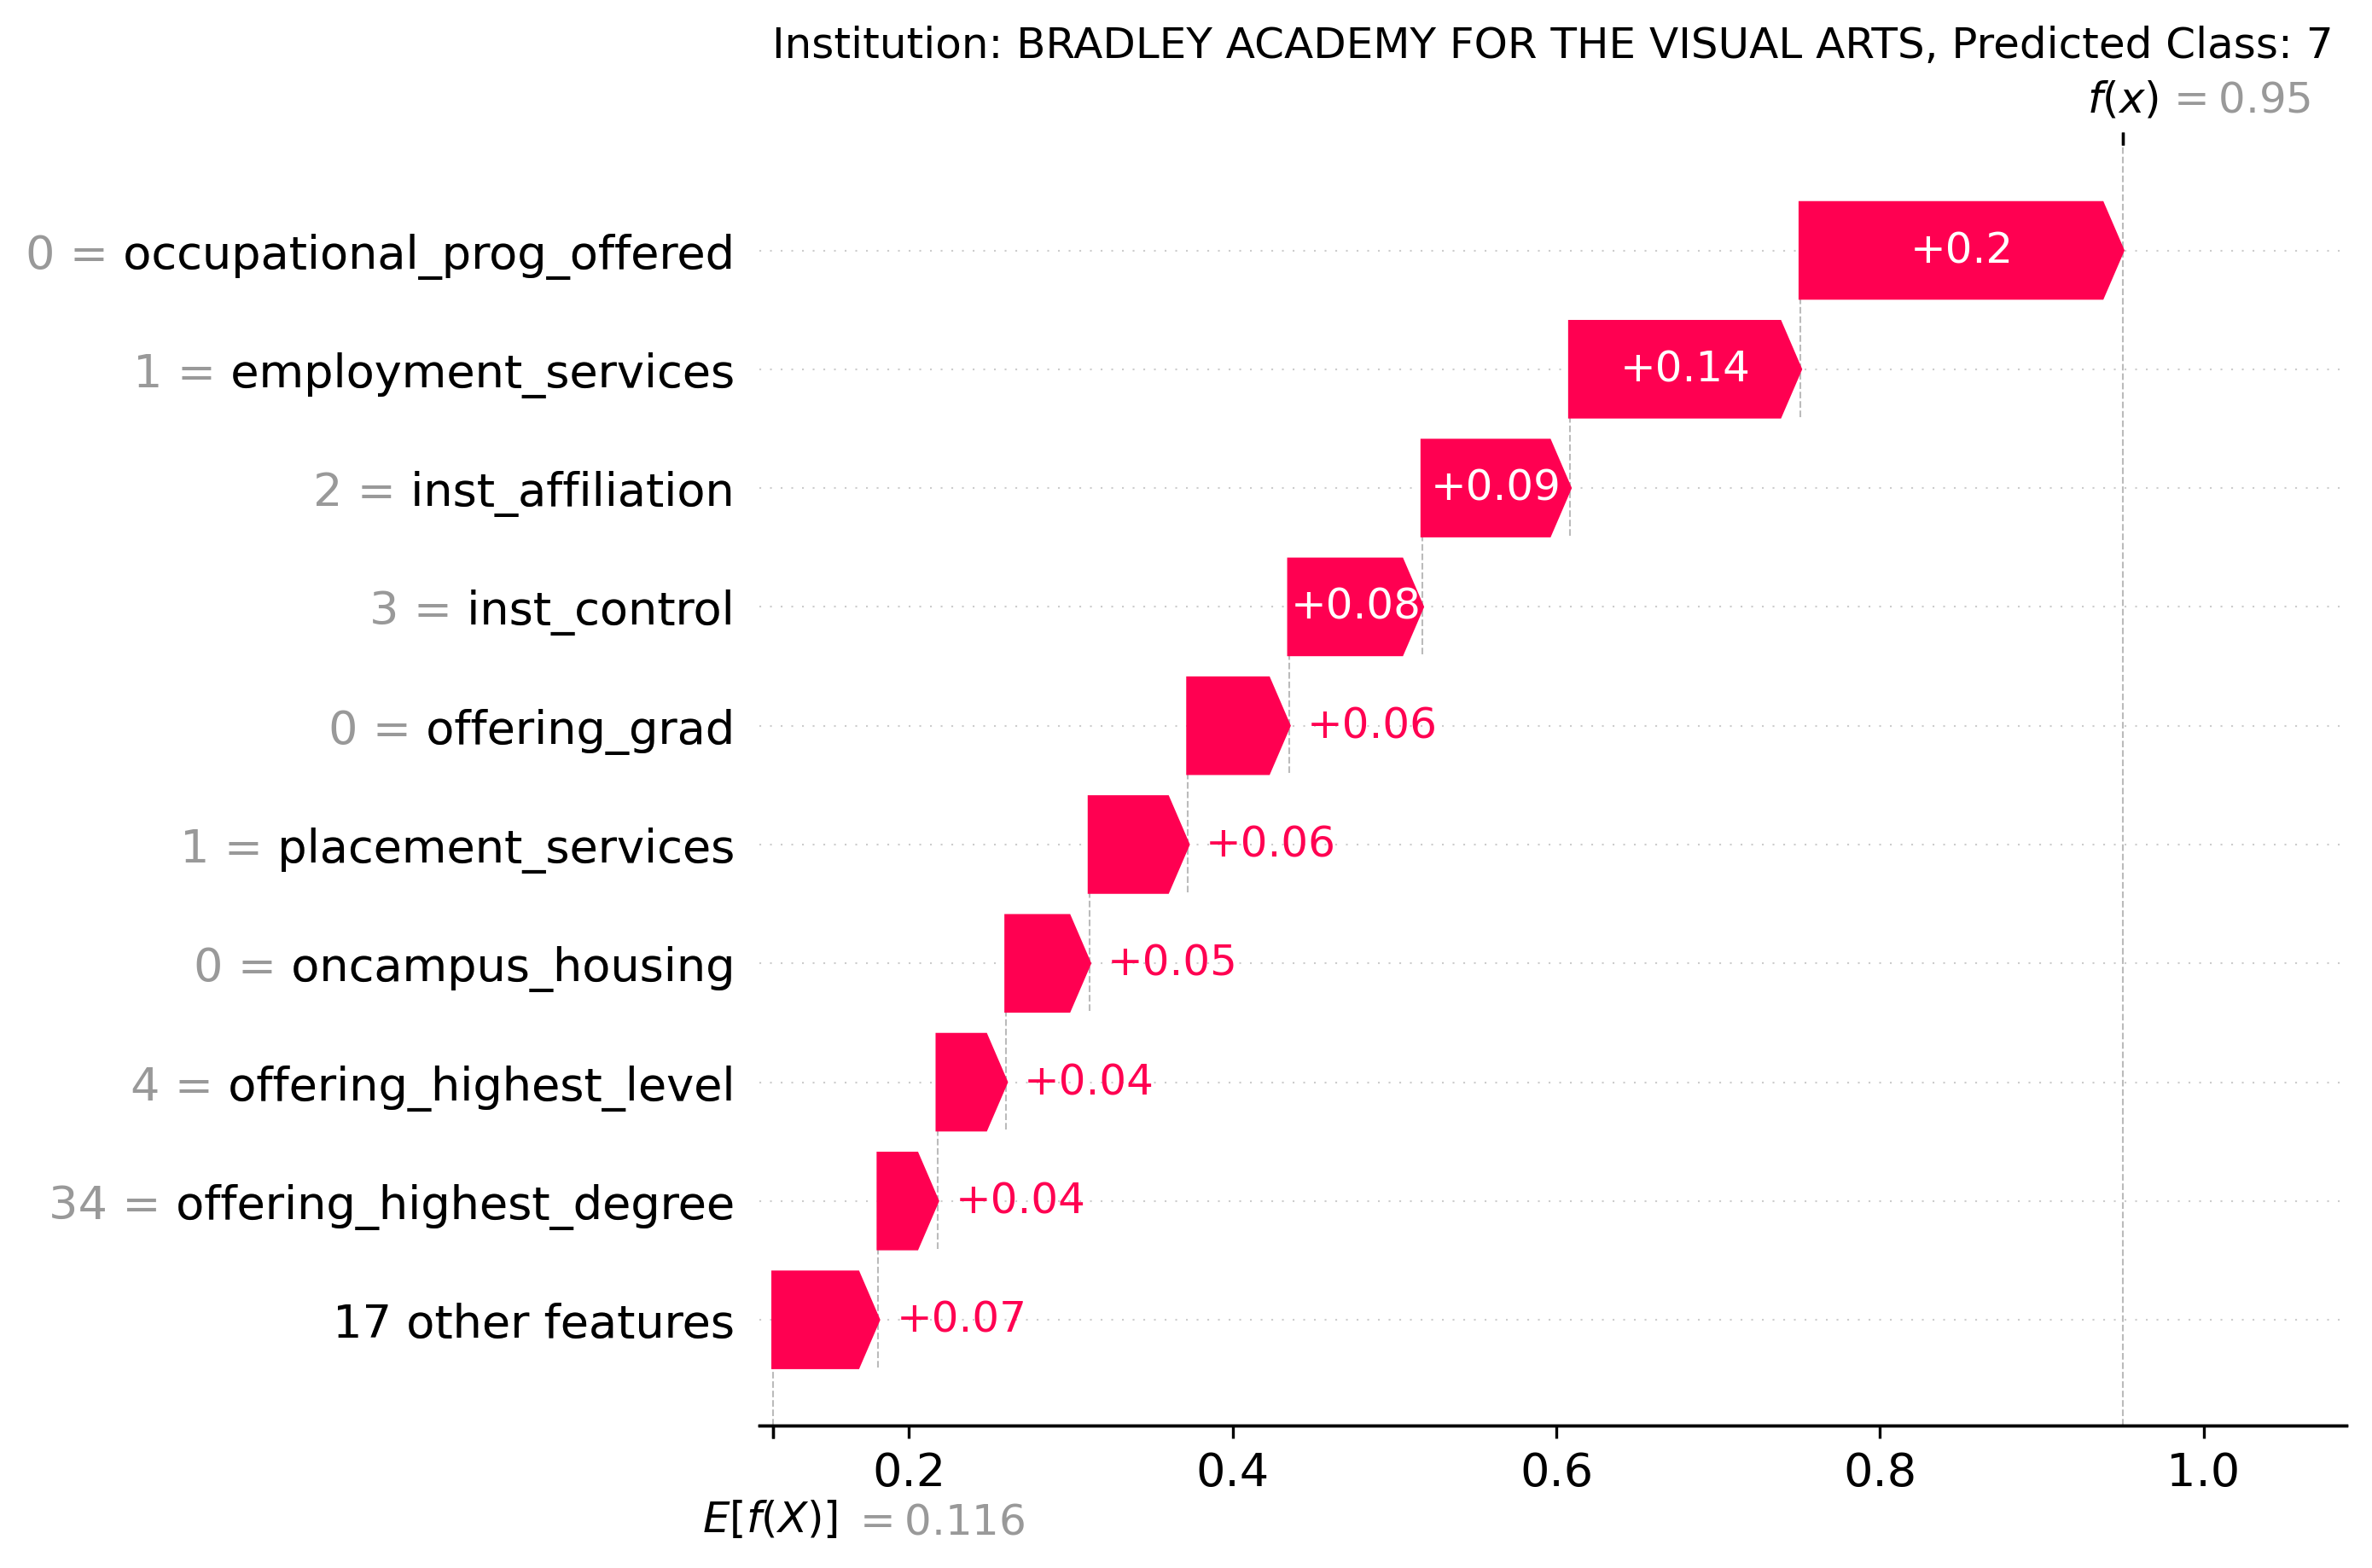 Institution: BRADLEY ACADEMY FOR THE VISUAL ARTS, Predicted Class: 7
f(x) = 0.95
0 = occupational_prog_offered +0.2
1 = employment_services +0.14
2 = inst_affiliation +0.09
3 = inst_control +0.08
0 = offering_grad +0.06
1 = placement_services +0.06
0 = oncampus_housing +0.05
4 = offering_highest_level +0.04
34 = offering_highest_degree +0.04
17 other features +0.07
0.2 0.4 0.6 0.8 1.0
E[f(X)] = 0.116